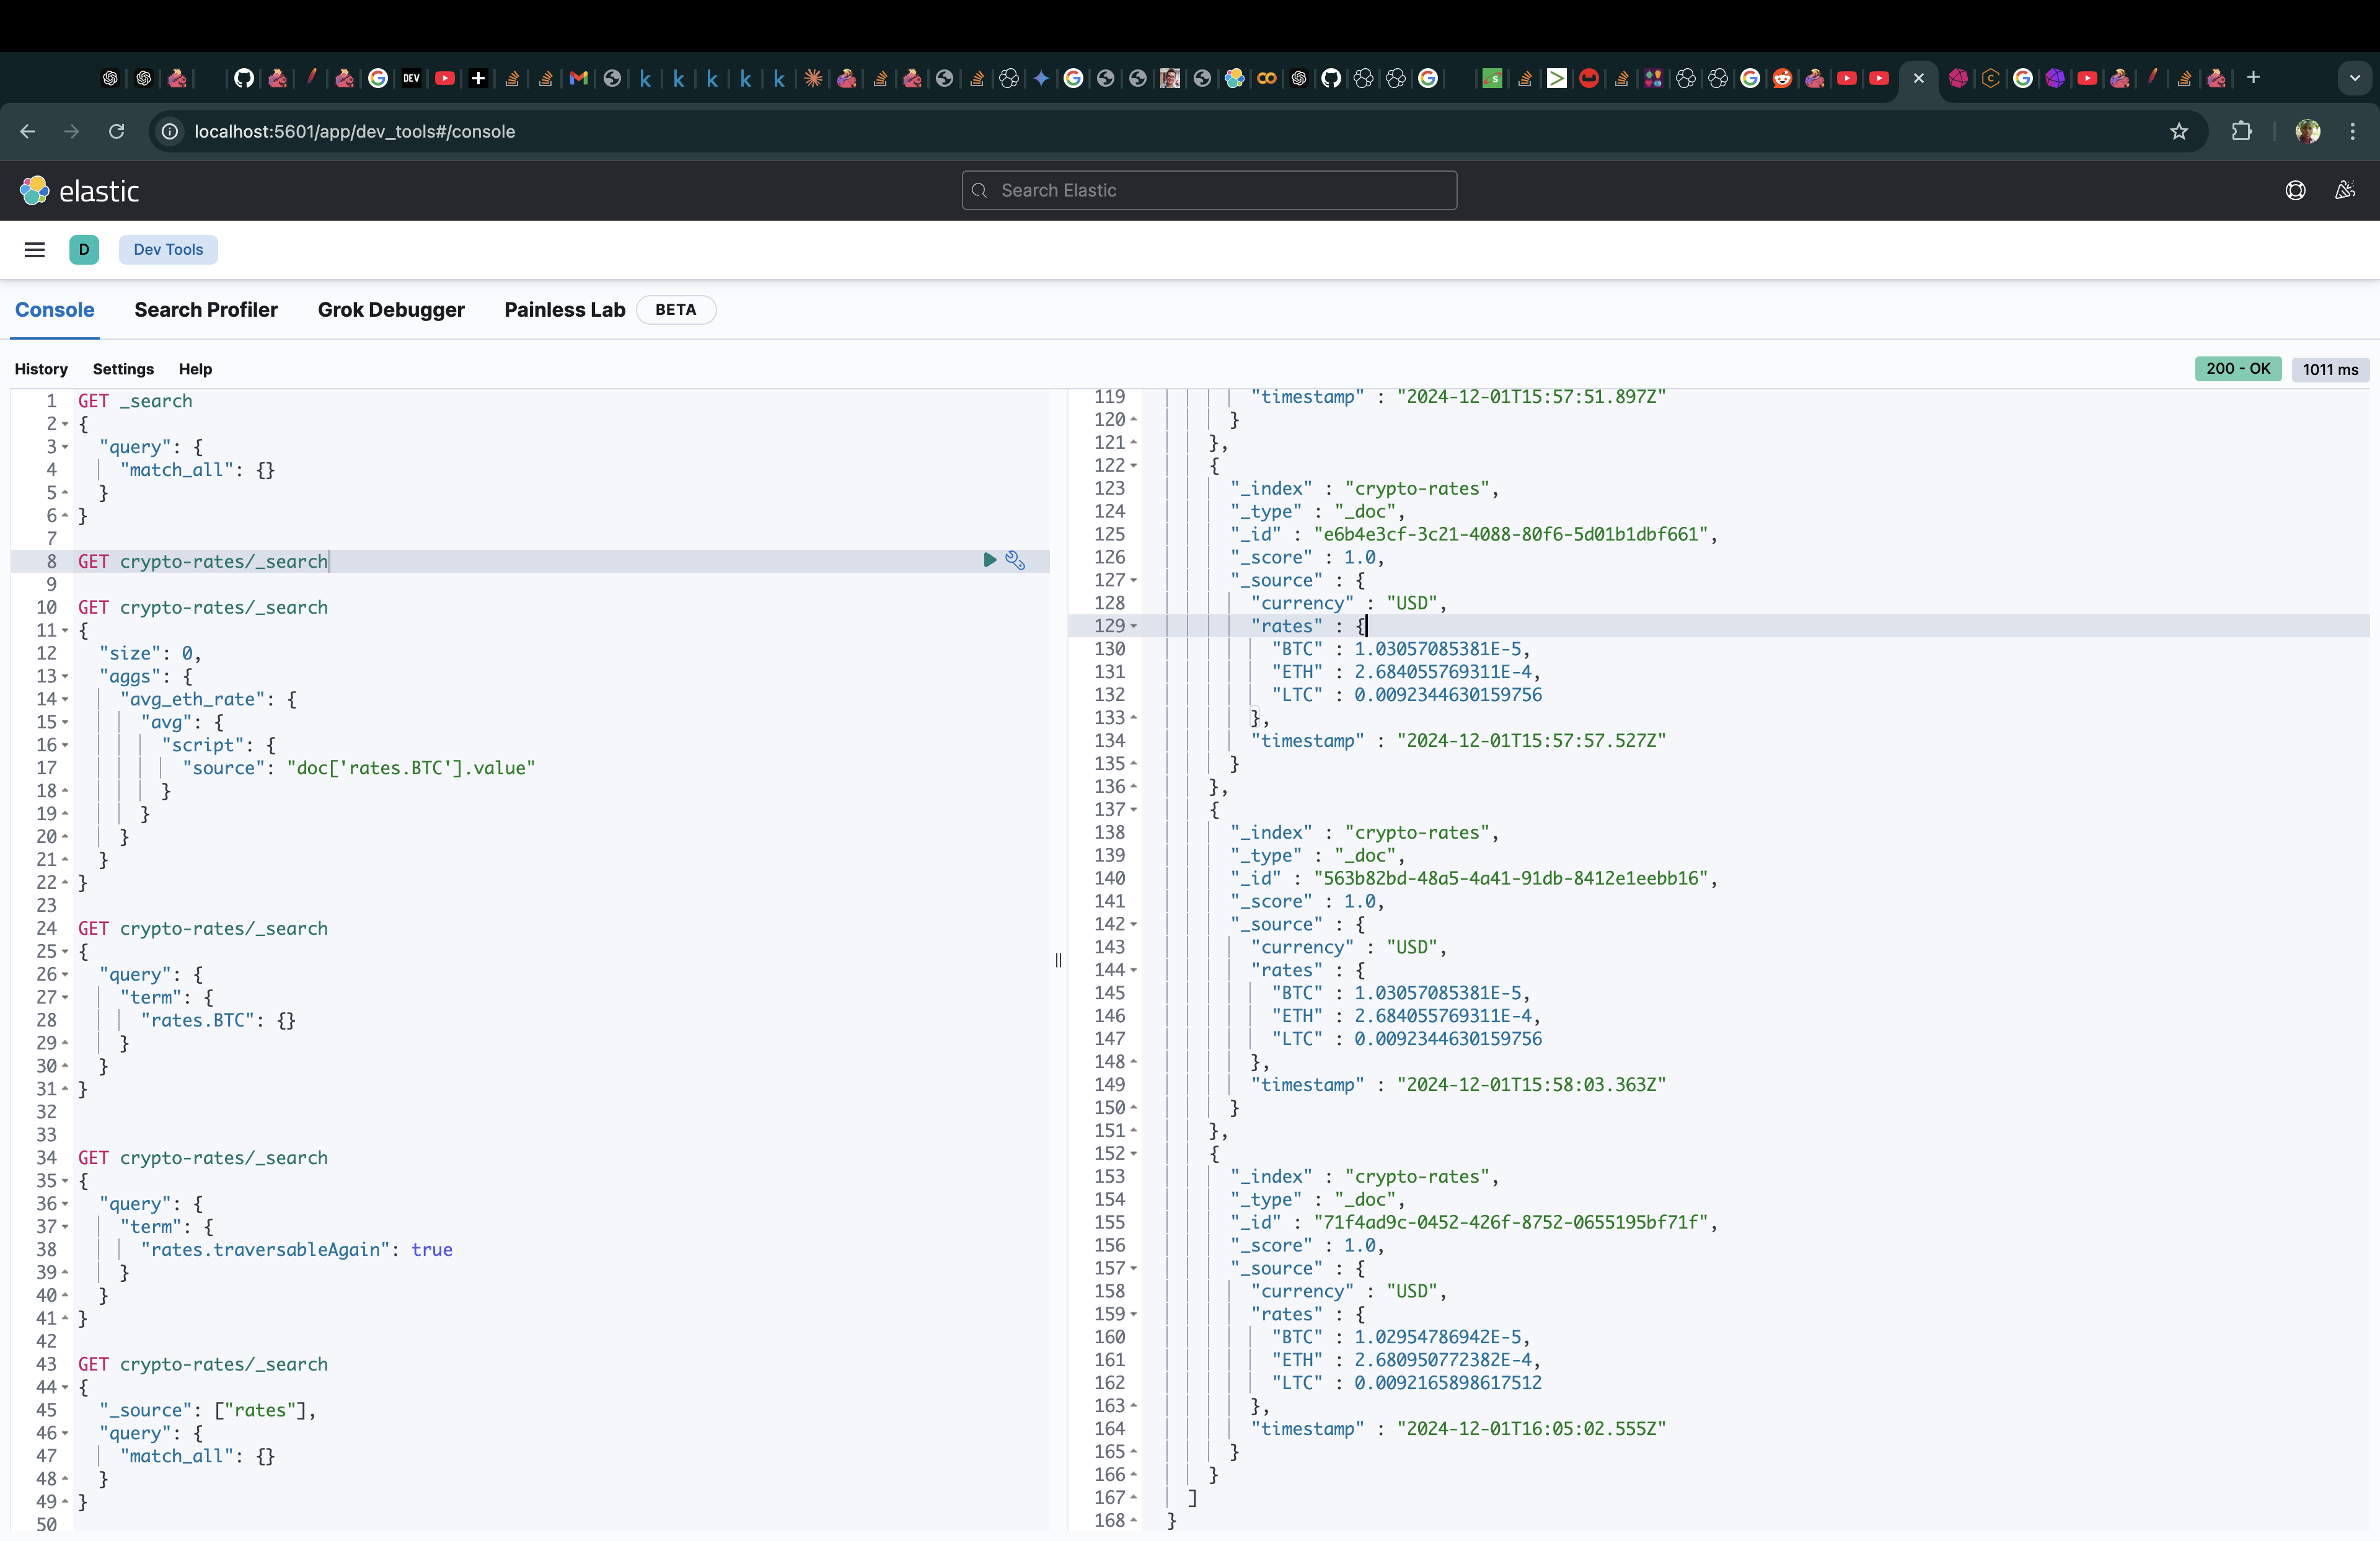 DEV
localhost:5601/app/dev_tools#/console
elastic
Search Elastic
D
Dev Tools
Console
Search Profiler
Grok Debugger
Painless Lab
BETA
History
Settings
Help
200 - OK
1011 ms
1 GET _search
2 {
3 "query": {
4 "match_all": {}
5 }
6 }
7
8 GET crypto-rates/_search
9
10 GET crypto-rates/_search
11 {
12 "size": 0,
13 "aggs": {
14 "avg_eth_rate": {
15 "avg": {
16 "script": {
17 "source": "doc['rates.BTC'].value"
18 }
19 }
20 }
21 }
22 }
23
24 GET crypto-rates/_search
25 {
26 "query": {
27 "term": {
28 "rates.BTC": {}
29 }
30 }
31 }
32
33
34 GET crypto-rates/_search
35 {
36 "query": {
37 "term": {
38 "rates.traversableAgain": true
39 }
40 }
41 }
42
43 GET crypto-rates/_search
44 {
45 "_source": ["rates"],
46 "query": {
47 "match_all": {}
48 }
49 }
50
119 "timestamp" : "2024-12-01T15:57:51.897Z"
120 }
121 },
122 {
123 "_index" : "crypto-rates",
124 "_type" : "_doc",
125 "_id" : "e6b4e3cf-3c21-4088-80f6-5d01b1dbf661",
126 "_score" : 1.0,
127 "_source" : {
128 "currency" : "USD",
129 "rates" : {
130 "BTC" : 1.03057085381E-5,
131 "ETH" : 2.684055769311E-4,
132 "LTC" : 0.0092344630159756
133 },
134 "timestamp" : "2024-12-01T15:57:57.527Z"
135 }
136 },
137 {
138 "_index" : "crypto-rates",
139 "_type" : "_doc",
140 "_id" : "563b82bd-48a5-4a41-91db-8412e1eebb16",
141 "_score" : 1.0,
142 "_source" : {
143 "currency" : "USD",
144 "rates" : {
145 "BTC" : 1.03057085381E-5,
146 "ETH" : 2.684055769311E-4,
147 "LTC" : 0.0092344630159756
148 },
149 "timestamp" : "2024-12-01T15:58:03.363Z"
150 }
151 },
152 {
153 "_index" : "crypto-rates",
154 "_type" : "_doc",
155 "_id" : "71f4ad9c-0452-426f-8752-0655195bf71f",
156 "_score" : 1.0,
157 "_source" : {
158 "currency" : "USD",
159 "rates" : {
160 "BTC" : 1.02954786942E-5,
161 "ETH" : 2.680950772382E-4,
162 "LTC" : 0.0092165898617512
163 },
164 "timestamp" : "2024-12-01T16:05:02.555Z"
165 }
166 }
167 ]
168 }